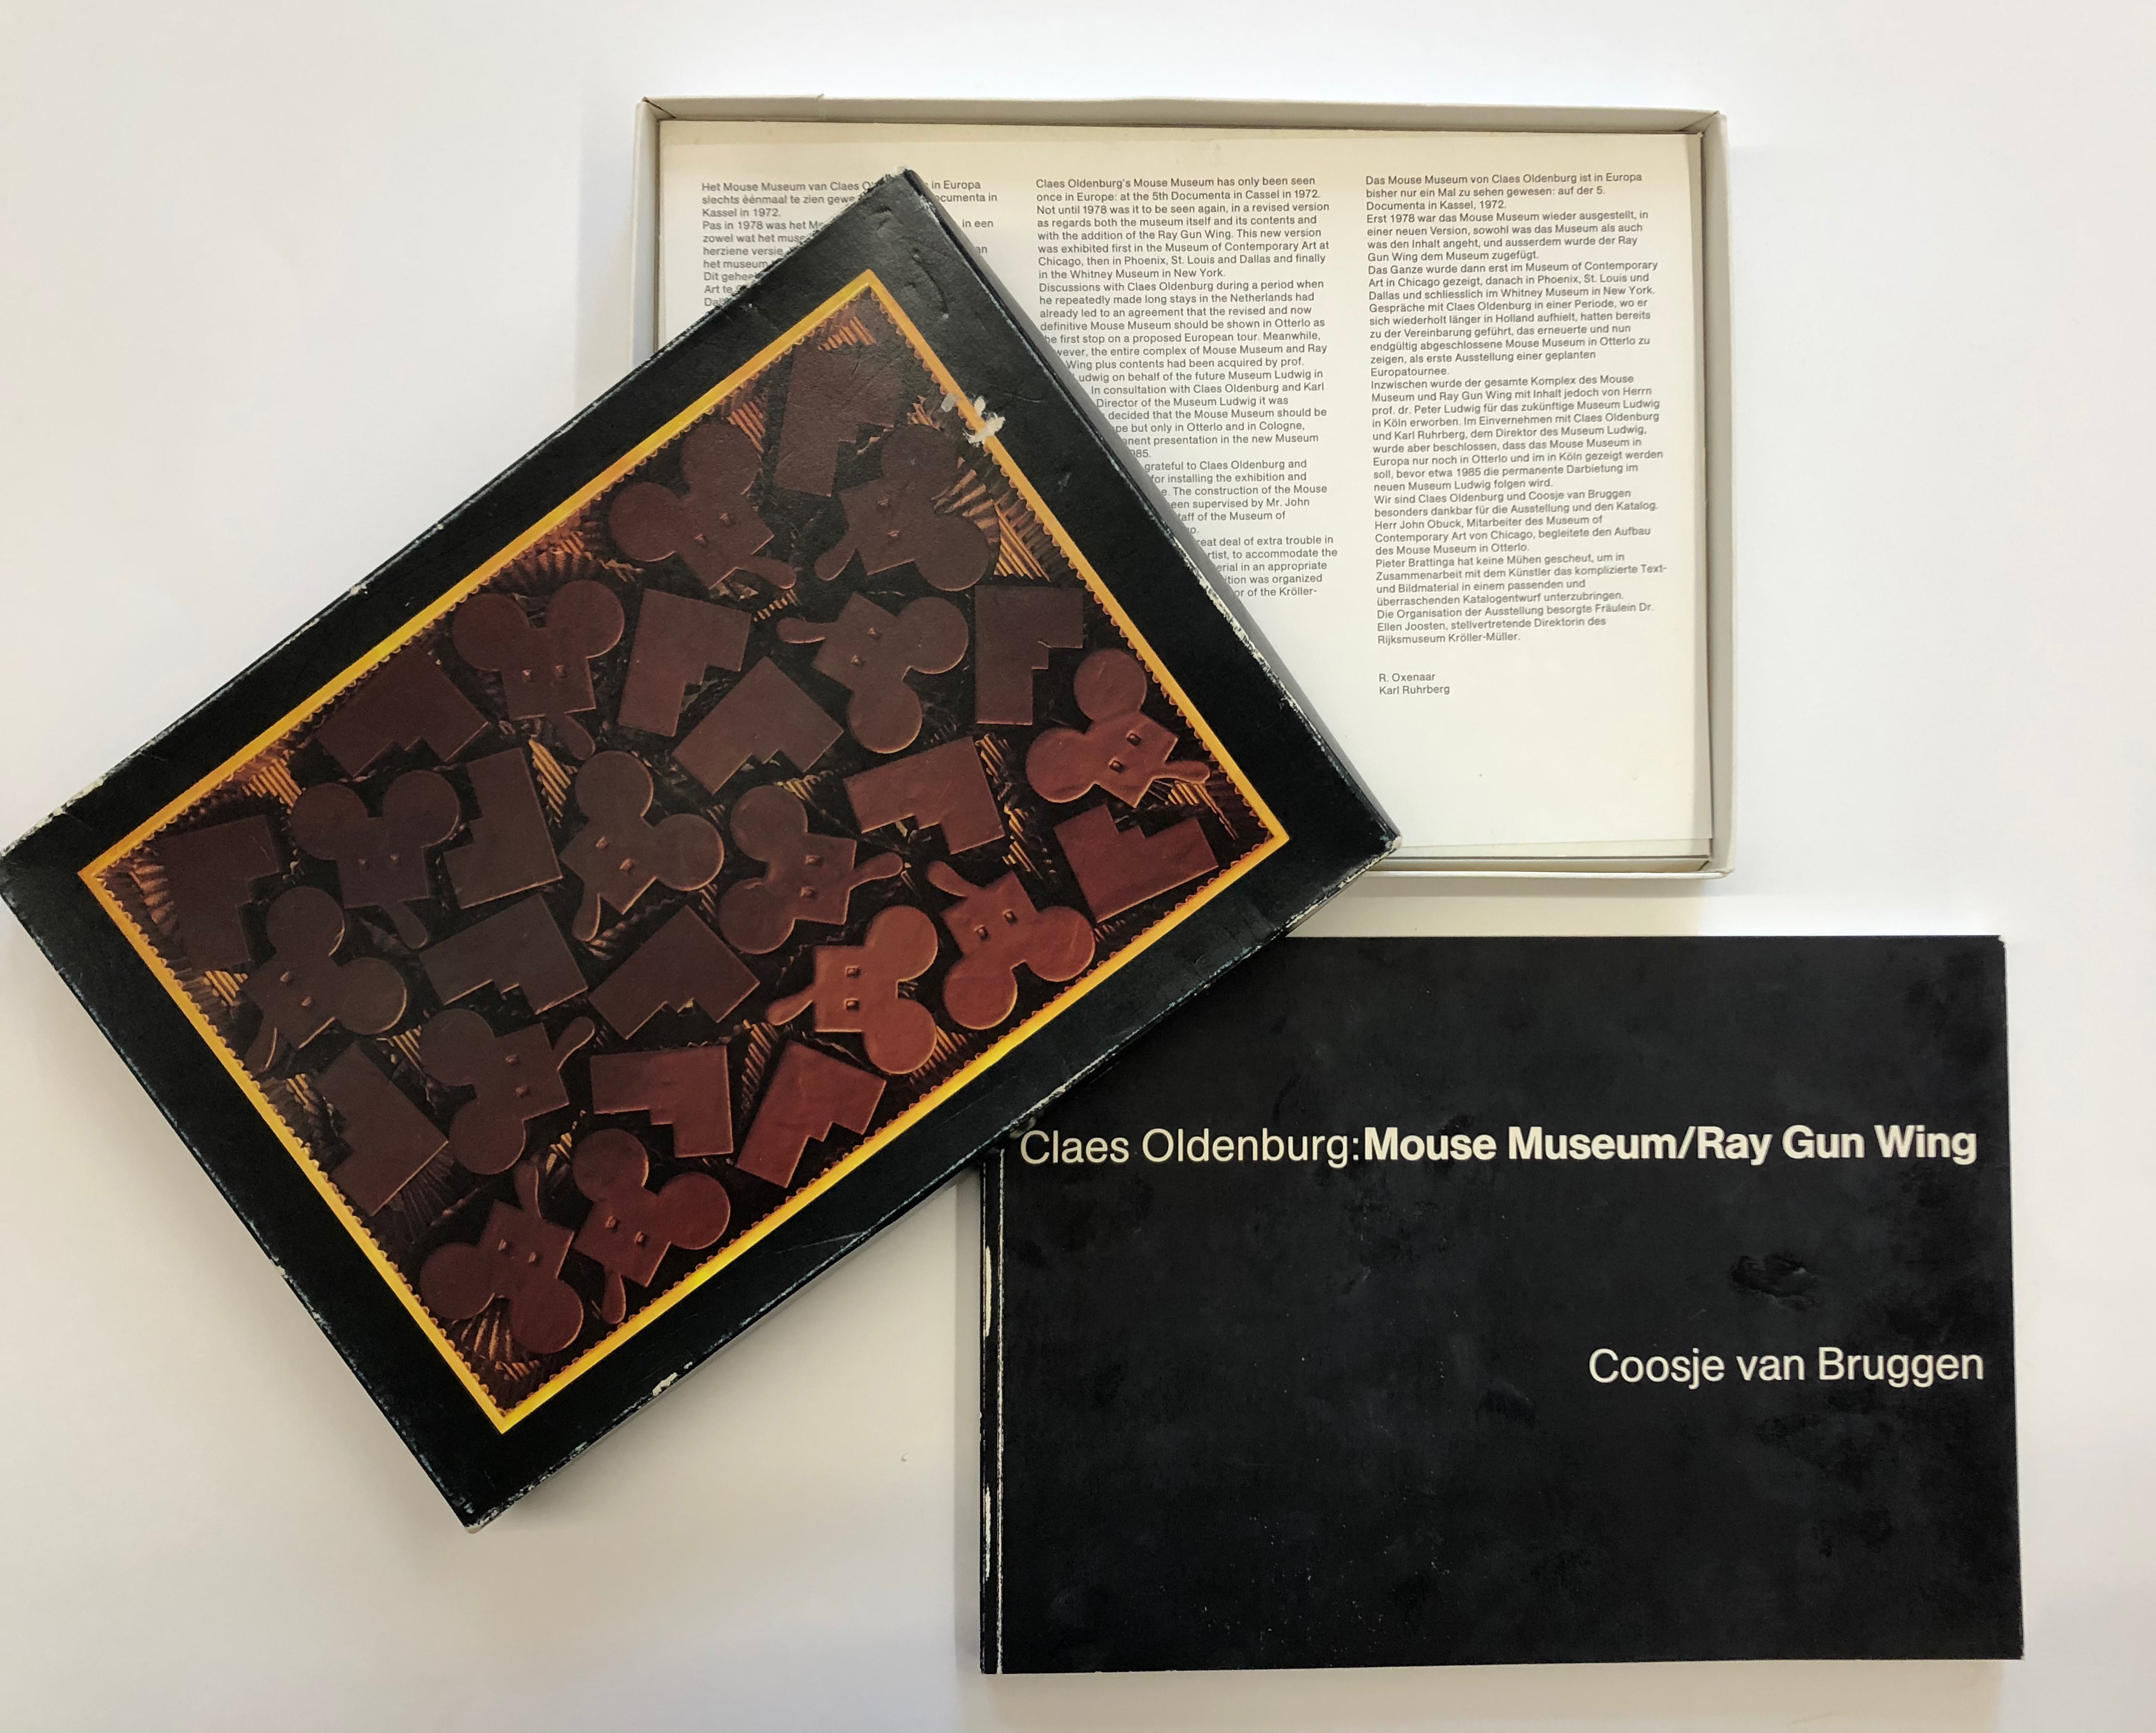 Het Mouse Museum van Claes in Europa
slechts éénmaal te zien in
Kassel in 1972.
Pas in 1978 was het in een
zowel wat het
herziene versie
het museum
Dit
Art te
Claes Oldenburg's Mouse Museum has only been seen
once in Europe: at the 5th Documenta in Cassel in 1972.
Not until 1978 was it to be seen again, in a revised version
as regards both the museum itself and its contents and
with the addition of the Ray Gun Wing. This new version
was exhibited first in the Museum of Contemporary Art at
Chicago, then in Phoenix, St. Louis and Dallas and finally
in the Whitney Museum in New York.
Discussions with Claes Oldenburg during a period when
he repeatedly made long stays in the Netherlands had
already led to an agreement that the revised and now
definitive Mouse Museum should be shown in Otterlo as
first stop on a proposed European tour. Meanwhile,
the entire complex of Mouse Museum and Ray
Wing plus contents had been acquired by prof.
on behalf of the future Museum Ludwig in
In consultation with Claes Oldenburg and Karl
Director of the Museum Ludwig it was
decided that the Mouse Museum should be
but only in Otterlo and in Cologne,
presentation in the new Museum
grateful to Claes Oldenburg and
for installing the exhibition and
The construction of the Mouse
supervised by Mr. John
of the Museum of
deal of extra trouble in
to accommodate the
in an appropriate
was organized
of the Kröller-
Das Mouse Museum von Claes Oldenburg ist in Europa
bisher nur ein Mal zu sehen gewesen: auf der 5.
Documenta in Kassel, 1972.
Erst 1978 war das Mouse Museum wieder ausgestellt, in
einer neuen Version, sowohl was das Museum als auch
was den Inhalt angeht, und ausserdem wurde der Ray
Gun Wing dem Museum zugefügt.
Das Ganze wurde dann erst im Museum of Contemporary
Art in Chicago gezeigt, danach in Phoenix, St. Louis und
Dallas und schliesslich im Whitney Museum in New York.
Gespräche mit Claes Oldenburg in einer Periode, wo er
sich wiederholt länger in Holland aufhielt, hatten bereits
zu der Vereinbarung geführt, das erneuerte und nun
endgültig abgeschlossene Mouse Museum in Otterlo zu
zeigen, als erste Ausstellung einer geplanten
Europatournee.
Inzwischen wurde der gesamte Komplex des Mouse
Museum und Ray Gun Wing mit Inhalt jedoch von Herrn
prof. dr. Peter Ludwig für das zukünftige Museum Ludwig
in Köln erworben. Im Einvernehmen mit Claes Oldenburg
und Karl Ruhrberg, dem Direktor des Museum Ludwig,
wurde aber beschlossen, dass das Mouse Museum in
Europa nur noch in Otterlo und im in Köln gezeigt werden
soll, bevor etwa 1985 die permanente Darbietung im
neuen Museum Ludwig folgen wird.
Wir sind Claes Oldenburg und Coosje van Bruggen
besonders dankbar für die Ausstellung und den Katalog.
Herr John Obuck, Mitarbeiter des Museum of
Contemporary Art von Chicago, begleitete den Aufbau
des Mouse Museum in Otterlo.
Pieter Brattinga hat keine Mühen gescheut, um in
Zusammenarbeit mit dem Künstler das komplizierte Text-
und Bildmaterial in einem passenden und
überraschenden Katalogentwurf unterzubringen.
Die Organisation der Ausstellung besorgte Fräulein Dr.
Ellen Joosten, stellvertretende Direktorin des
Rijksmuseum Kröller-Müller.
R. Oxenaar
Karl Ruhrberg
Claes Oldenburg:Mouse Museum/Ray Gun Wing
Coosje van Bruggen